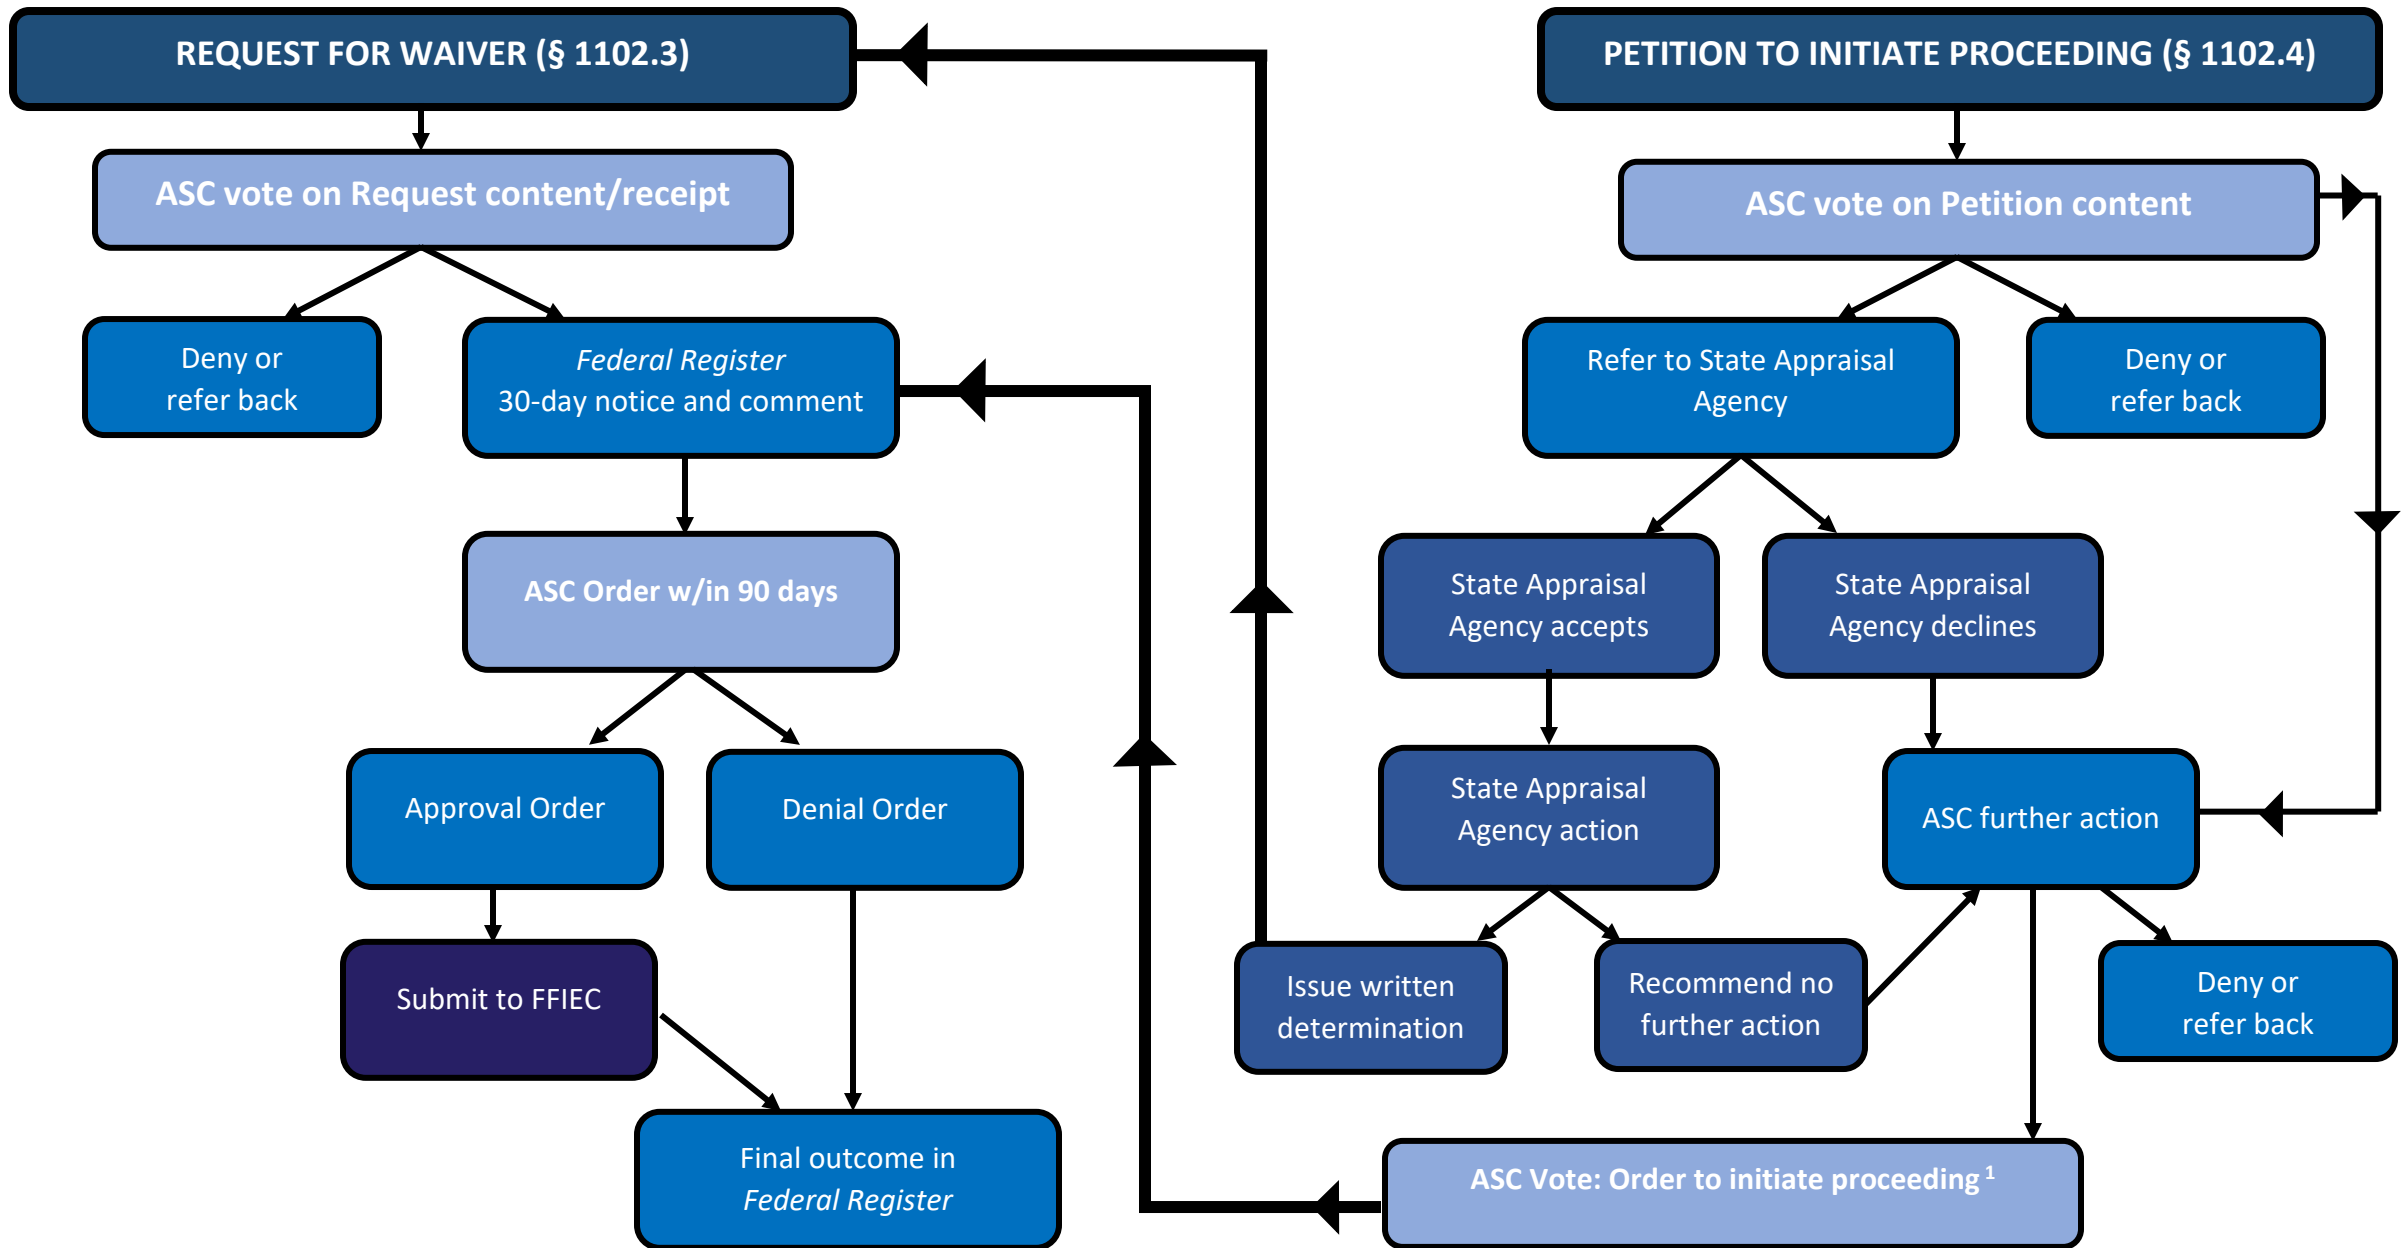 REQUEST FOR WAIVER (§ 1102.3)
PETITION TO INITIATE PROCEEDING (§ 1102.4)
ASC vote on Request content/receipt
ASC vote on Petition content
Deny or
refer back
Federal Register
30-day notice and comment
Refer to State Appraisal
Agency
Deny or
refer back
ASC Order w/in 90 days
State Appraisal
Agency accepts
State Appraisal
Agency declines
Approval Order
Denial Order
State Appraisal
Agency action
ASC further action
Submit to FFIEC
Issue written
determination
Recommend no
further action
Deny or
refer back
Final outcome in
Federal Register
ASC Vote: Order to initiate proceeding ¹